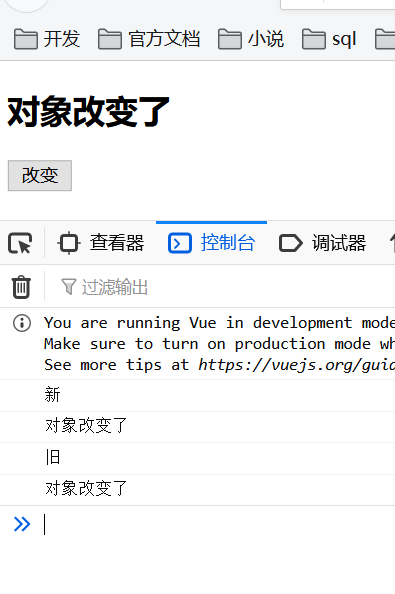 开发 官方文档 小说 sql
对象改变了
改变
查看器 控制台 调试器
过滤输出
You are running Vue in development mode
Make sure to turn on production mode wh
See more tips at https://vuejs.org/guid
新
对象改变了
旧
对象改变了